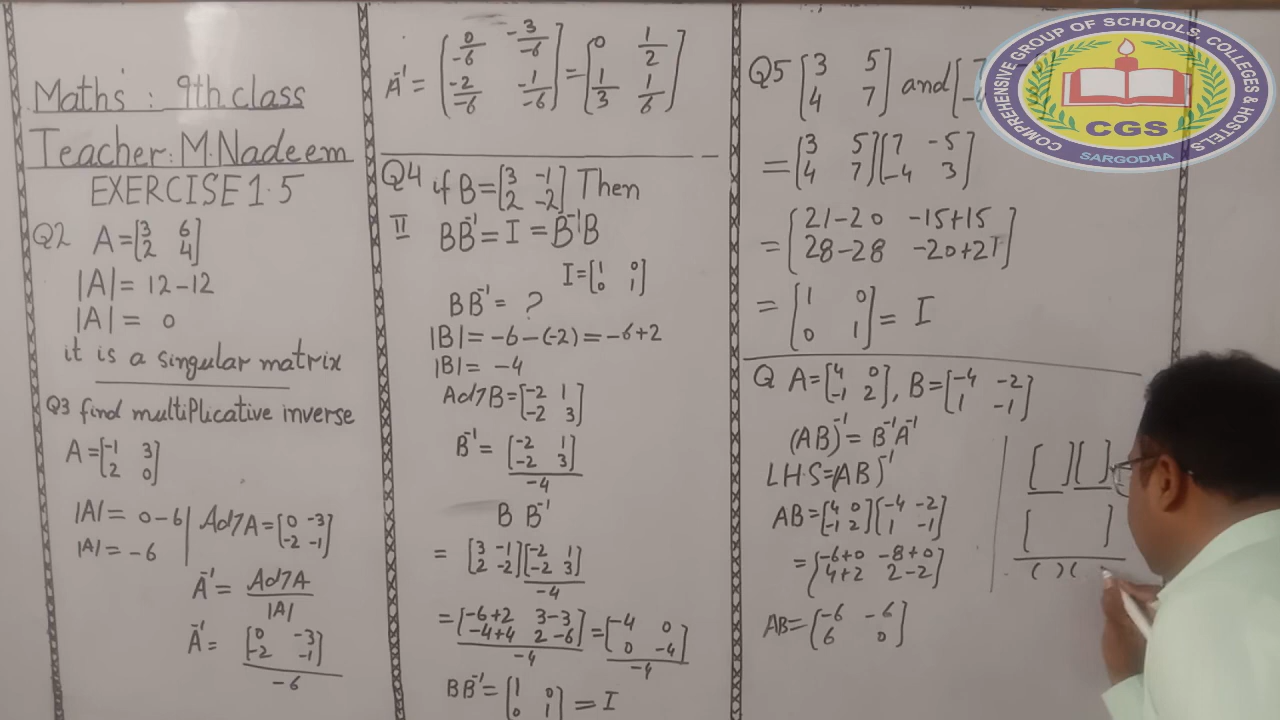 Maths : 9th class
Teacher: M.Nadeem
EXERCISE 1.5
Q2 A = [3 6
2 4]
|A| = 12 - 12
|A| = 0
it is a singular matrix
Q3 find multiplicative inverse
A = [-1 3
2 0]
|A| = 0 - 6 | AdJA = [0 -3
|A| = -6 -2 -1]
A⁻¹ = AdJA
|A|
A⁻¹ = [0 -3
-2 -1]
-6
A⁻¹ = [0/-6 -3/-6
-2/-6 -1/-6] = [0 1/2
1/3 1/6]
Q4 if B = [3 -1
2 -2] Then
II BB⁻¹ = I = B⁻¹B
I = [1 0
0 1]
BB⁻¹ = ?
|B| = -6 - (-2) = -6 + 2
|B| = -4
AdJB = [-2 1
-2 3]
B⁻¹ = [-2 1
-2 3]
-4
B B⁻¹
= [3 -1
2 -2] [-2 1
-2 3]
-4
= [-6+2 3-3
-4+4 2-6]
-4
= [-4 0
0 -4]
-4
BB⁻¹ = [1 0
0 1] = I
Q5 [3 5
4 7] and [7
-4
= [3 5
4 7] [7 -5
-4 3]
= [21-20 -15+15
28-28 -20+21]
= [1 0
0 1] = I
Q A = [4 0
-1 2], B = [-4 -2
1 -1]
(AB)⁻¹ = B⁻¹A⁻¹
L.H.S = (AB)⁻¹
AB = [4 0
-1 2] [-4 -2
1 -1]
= [-6+0 -8+0
4+2 2-2]
AB = [-6 -6
6 0]
[ ] [ ]
[ ]
( ) (
COMPREHENSIVE GROUP OF SCHOOLS, COLLEGES & HOSTELS
CGS
SARGODHA